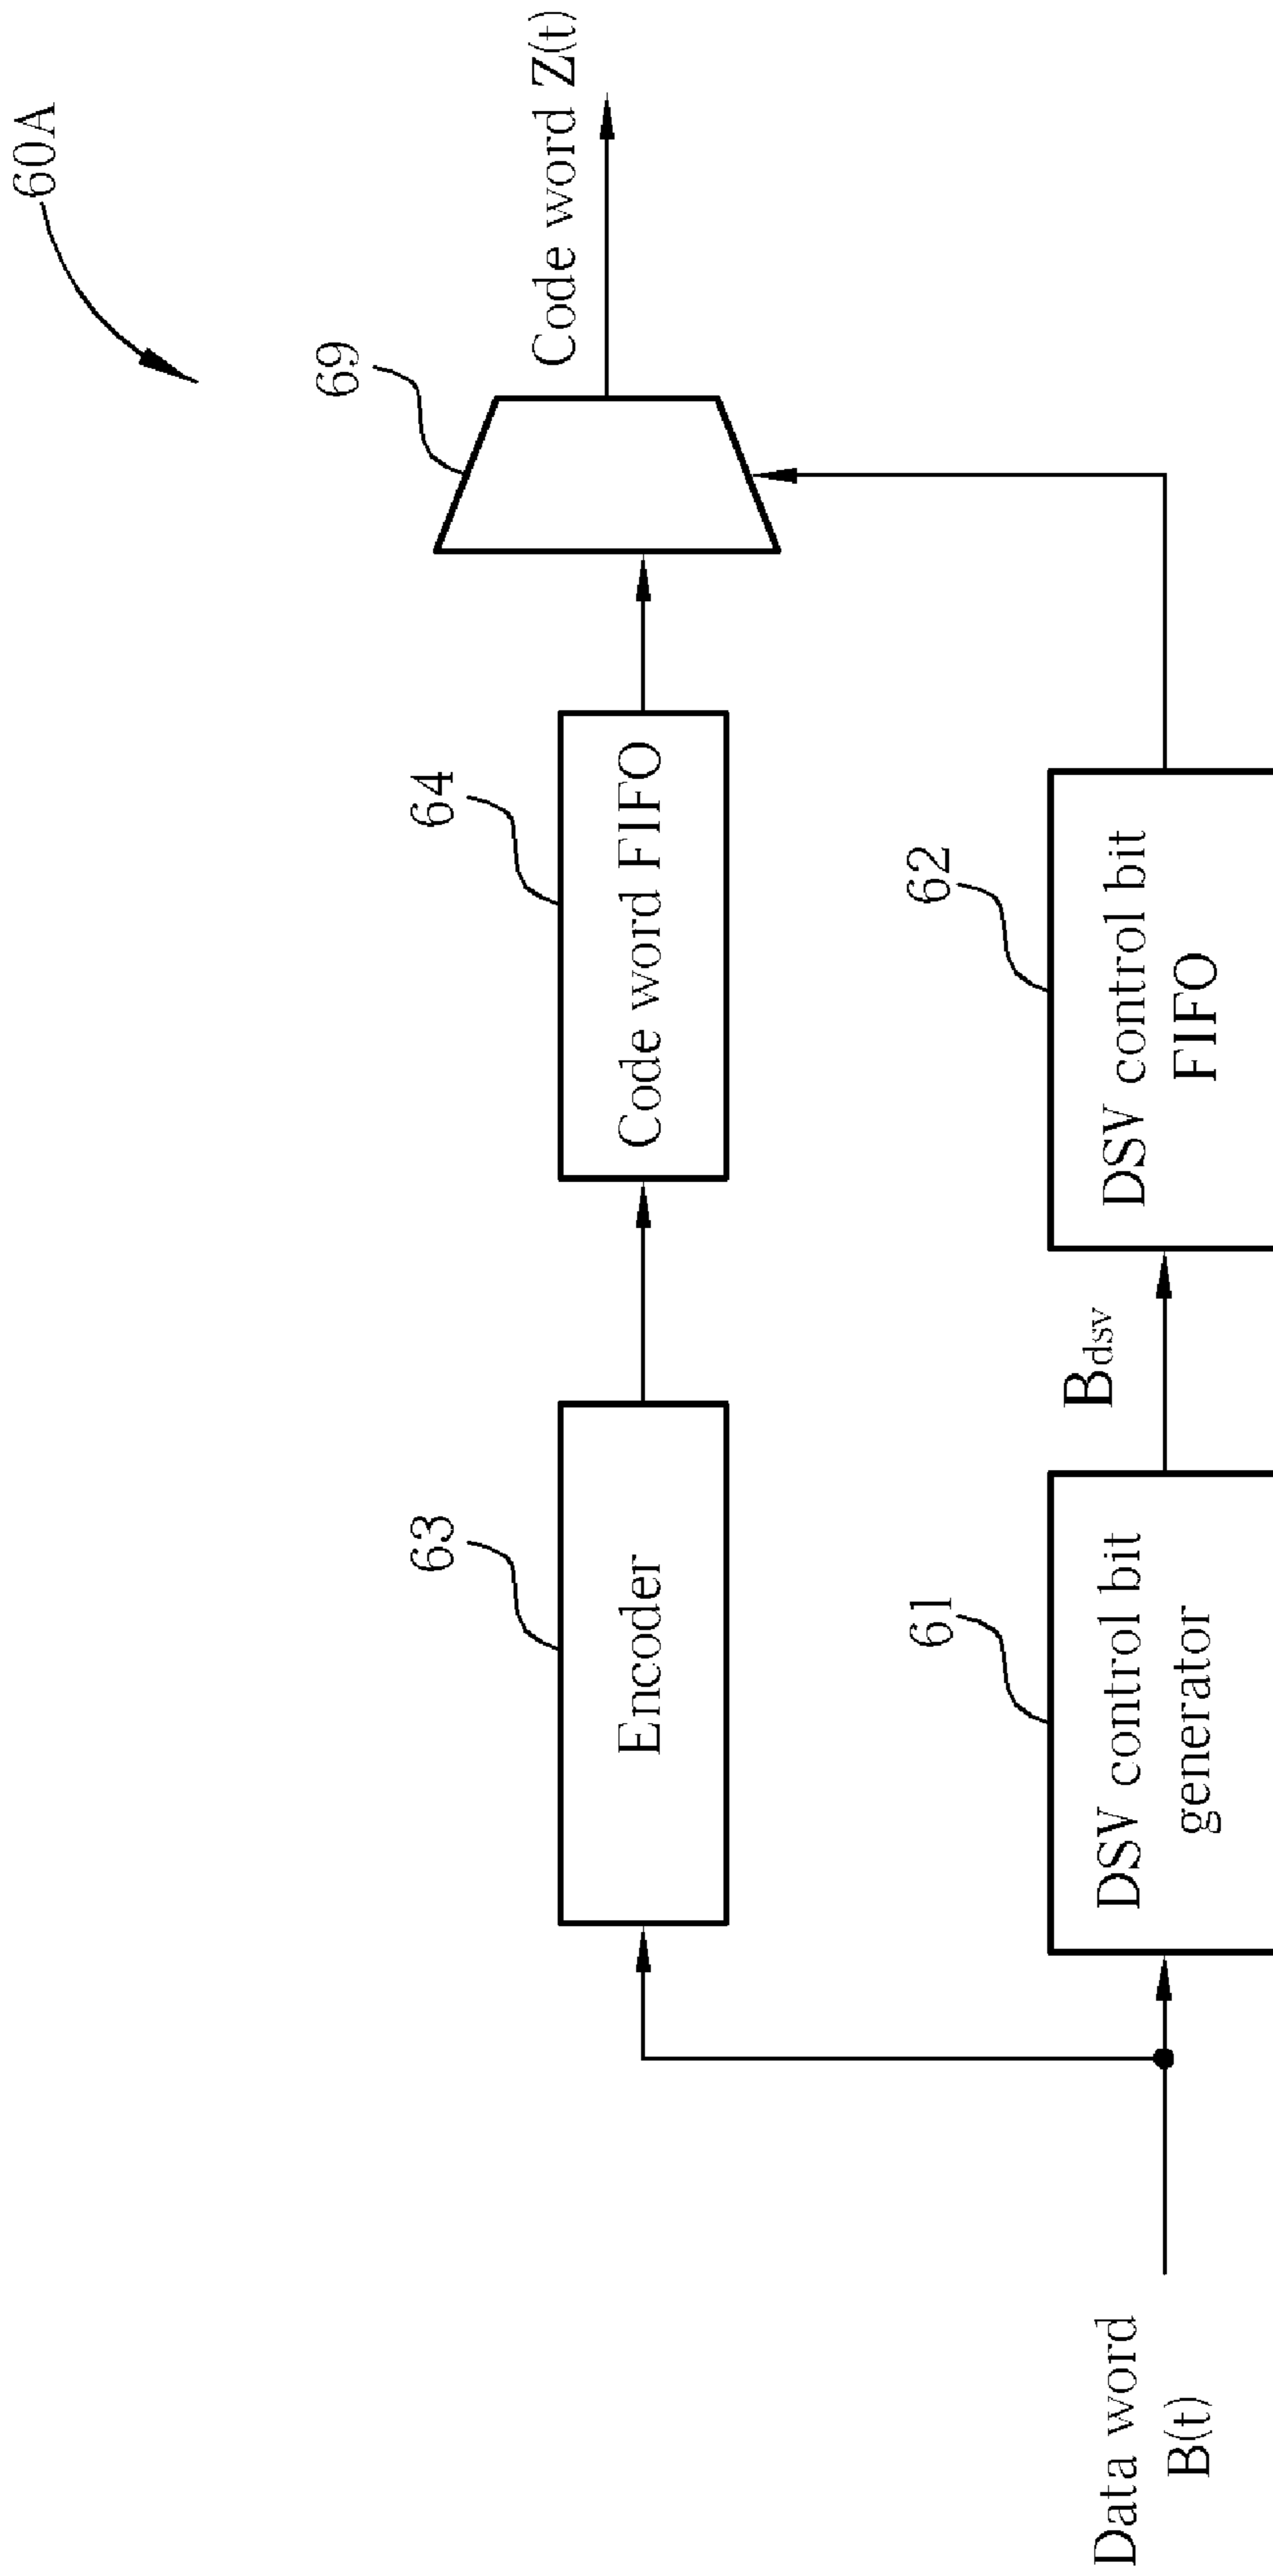 60A
69
Code word Z(t)
64
Code word FIFO
63
Encoder
62
DSV control bit
FIFO
Bdsv
61
DSV control bit
generator
Data word
B(t)